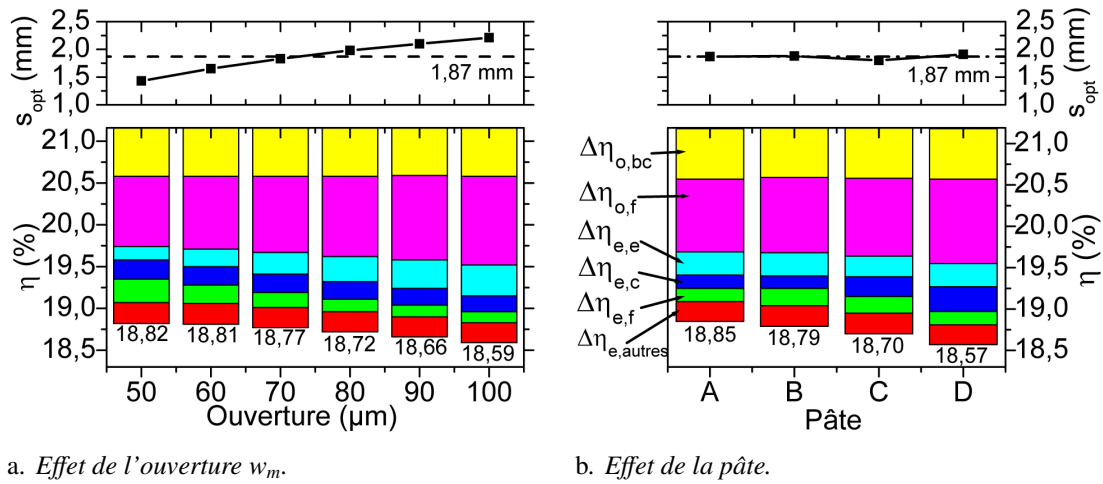 s_opt (mm)
2,5
2,0
1,5
1,0
1,87 mm
η (%)
21,0
20,5
20,0
19,5
19,0
18,5
18,82
18,81
18,77
18,72
18,66
18,59
50
60
70
80
90
100
Ouverture (µm)
a. Effet de l'ouverture w_m.
1,87 mm
2,5
2,0
1,5
1,0
s_opt (mm)
Δη_o,bc
Δη_o,f
Δη_e,e
Δη_e,c
Δη_e,f
Δη_e,autres
18,85
18,79
18,70
18,57
21,0
20,5
20,0
19,5
19,0
18,5
η (%)
A
B
C
D
Pâte
b. Effet de la pâte.